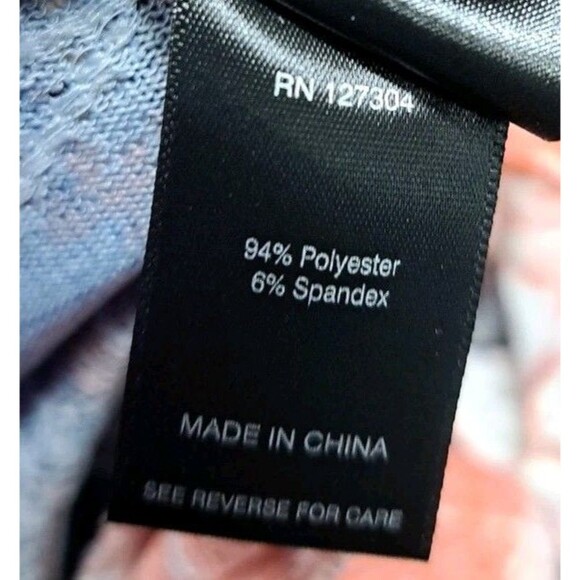 RN 127304
94% Polyester
6% Spandex
MADE IN CHINA
SEE REVERSE FOR CARE